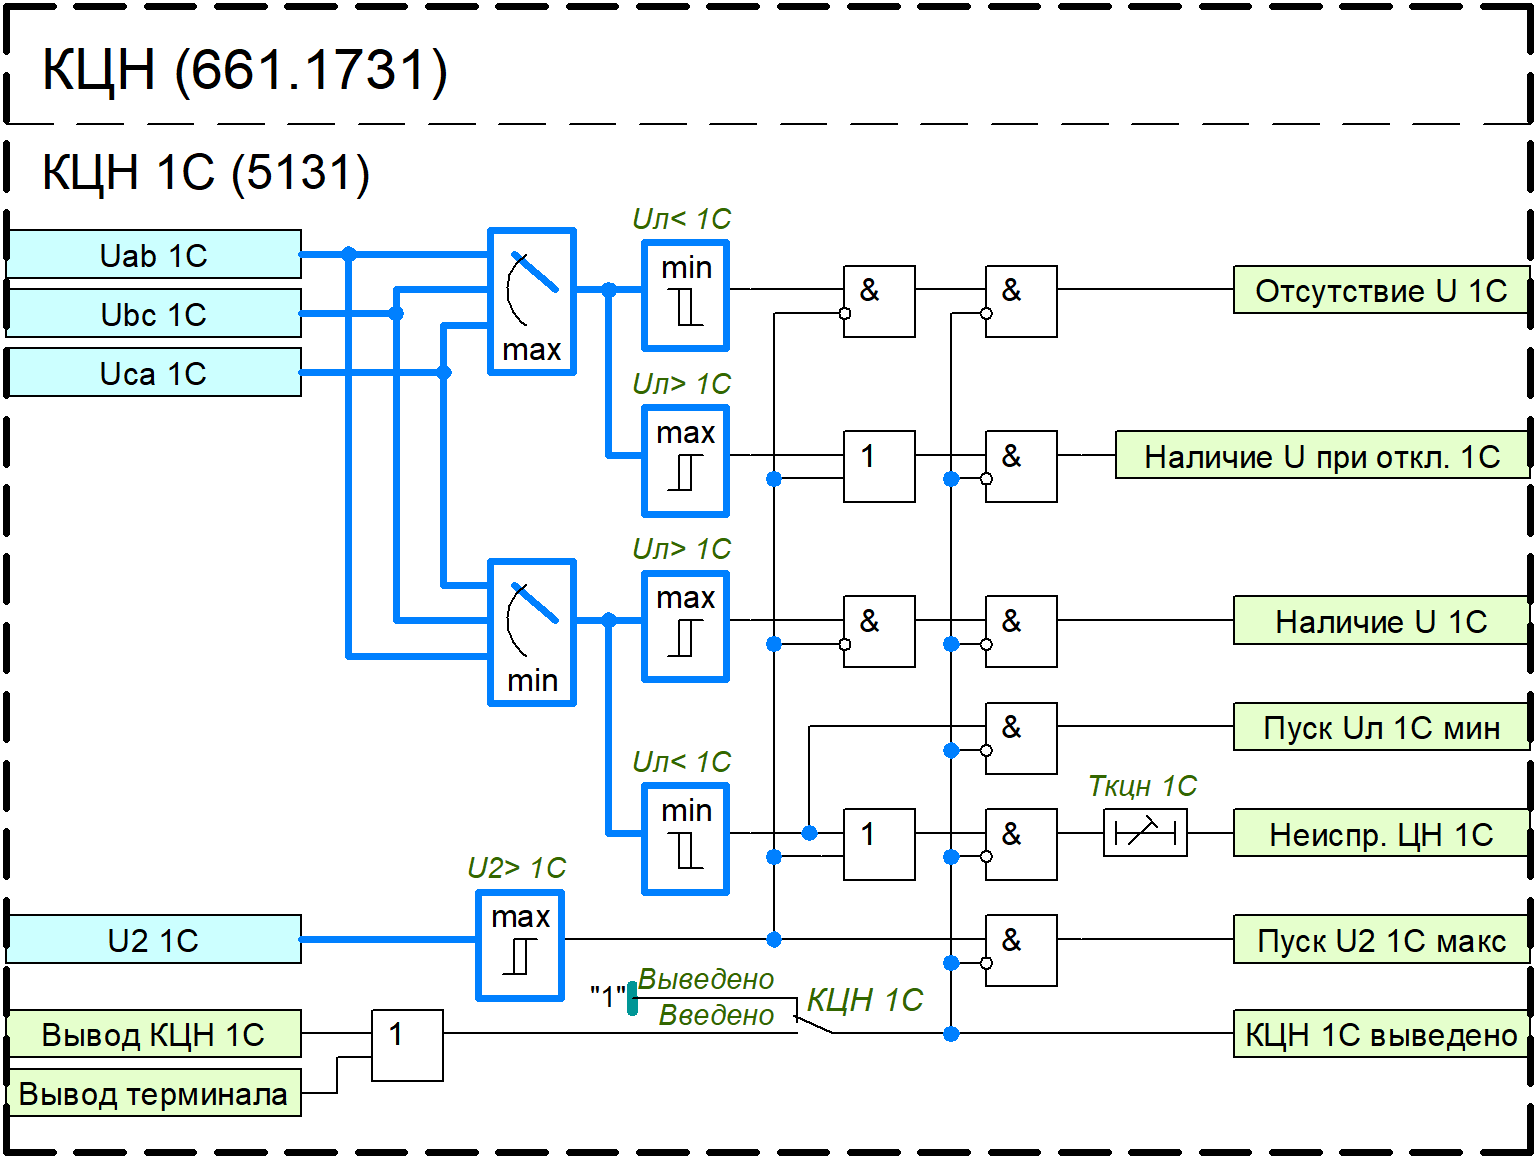 КЦН (661.1731)
КЦН 1С (5131)
Uл< 1С
Uab 1С
Ubc 1С
Uca 1С
max
min
&
&
Отсутствие U 1С
Uл> 1С
max
1
&
Наличие U при откл. 1С
Uл> 1С
min
max
&
&
Наличие U 1С
&
Пуск Uл 1С мин
Uл< 1С
min
1
&
Ткцн 1С
Неиспр. ЦН 1С
U2> 1С
U2 1С
max
&
Пуск U2 1С макс
"1"
Выведено
Введено
КЦН 1С
Вывод КЦН 1С
1
КЦН 1С выведено
Вывод терминала